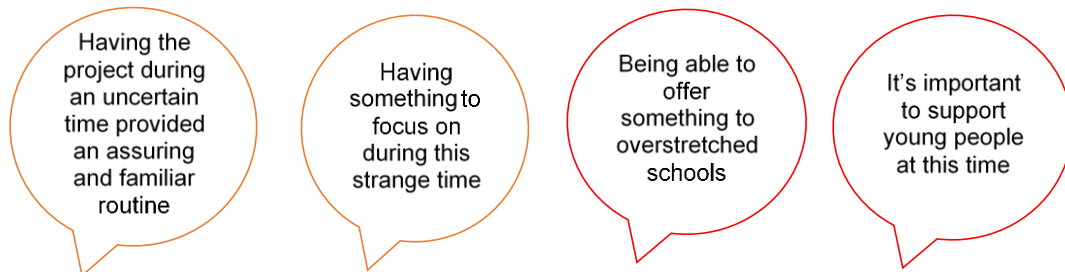 Having the
project during
an uncertain
time provided
an assuring
and familiar
routine
Having
something to
focus on
during this
strange time
Being able to
offer
something to
overstretched
schools
It’s important
to support
young people
at this time